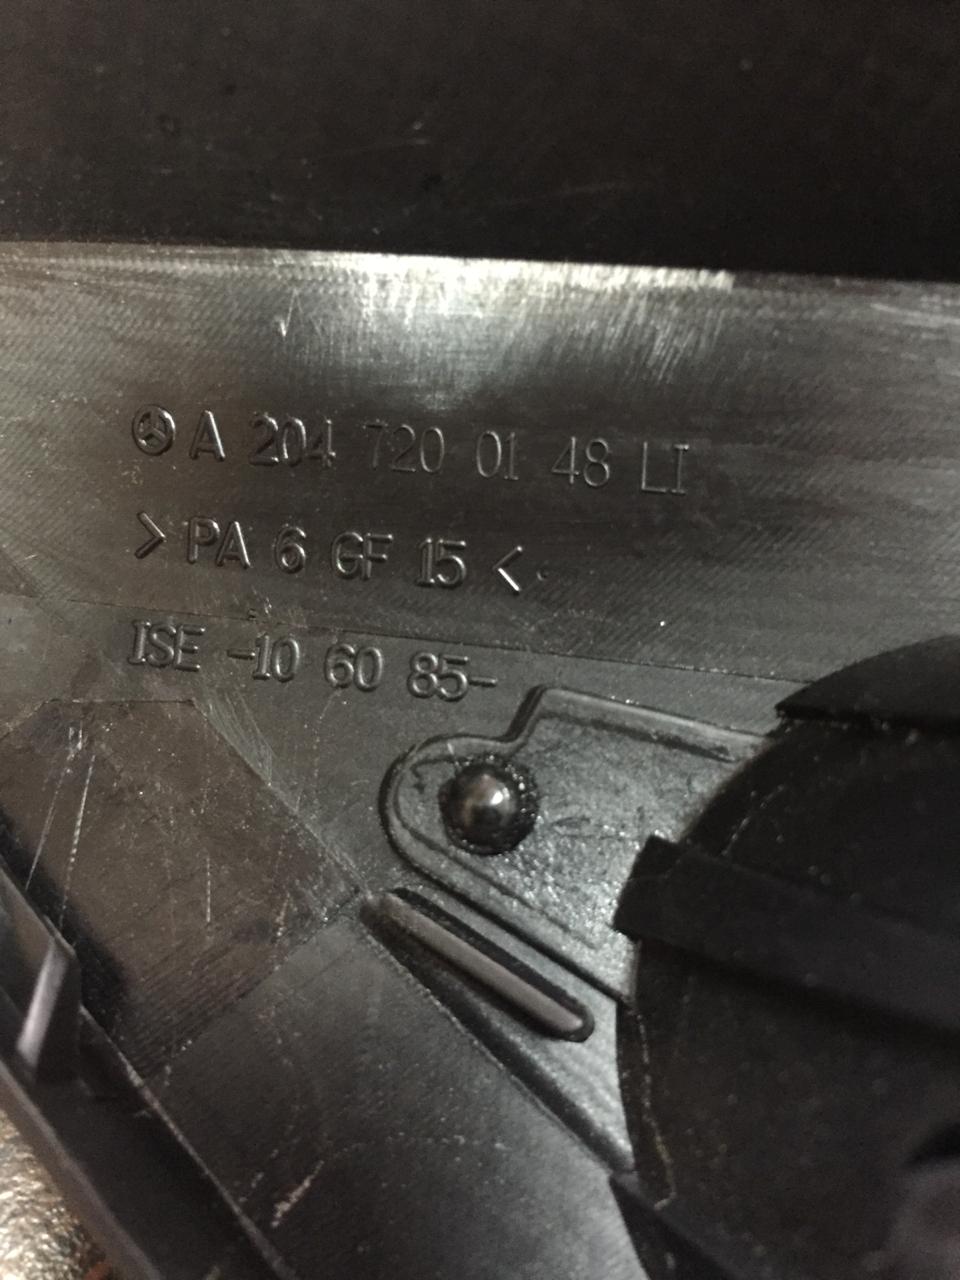 A 204 720 01 48 LI
> PA 6 GF 15 <
ISE -10 60 85-